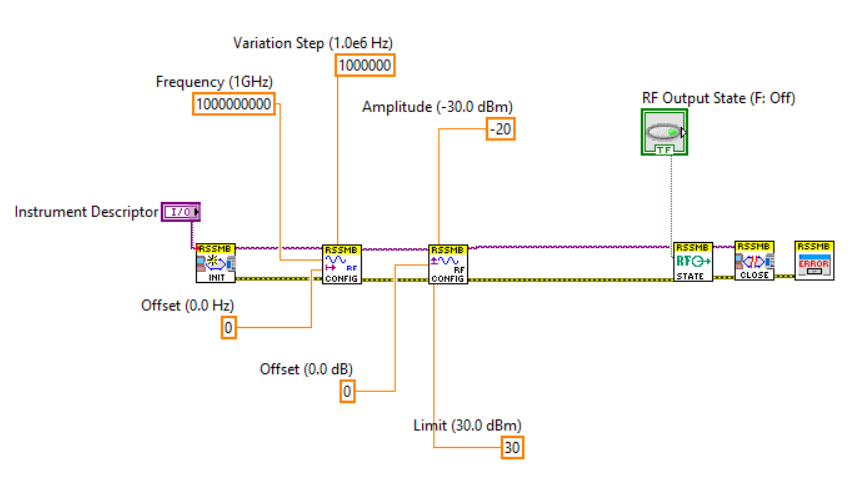 Variation Step (1.0e6 Hz)
1000000
Frequency (1GHz)
1000000000
Amplitude (-30.0 dBm)
-20
RF Output State (F: Off)
TF
Instrument Descriptor
I/O
RSSMB
INIT
RSSMB
RF
CONFIG
RSSMB
RF
CONFIG
RSSMB
RF
STATE
RSSMB
CLOSE
RSSMB
ERROR
Offset (0.0 Hz)
0
Offset (0.0 dB)
0
Limit (30.0 dBm)
30